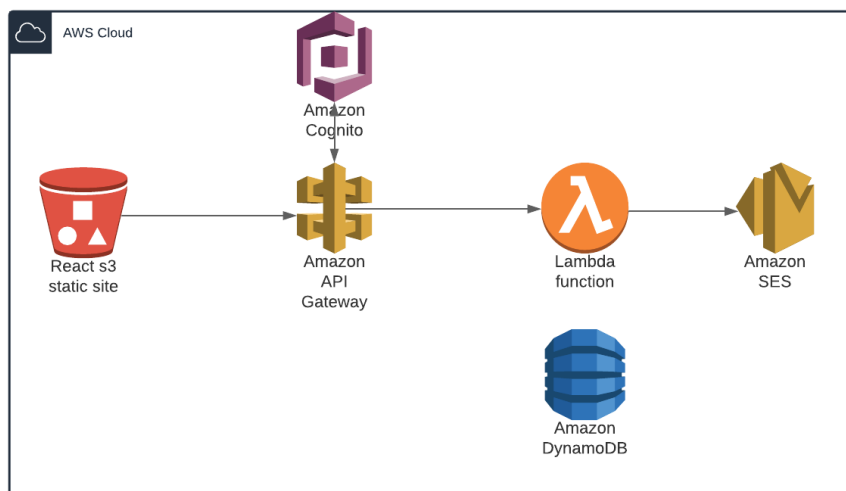 AWS Cloud
Amazon
Cognito
React s3
static site
Amazon
API
Gateway
Lambda
function
Amazon
SES
Amazon
DynamoDB